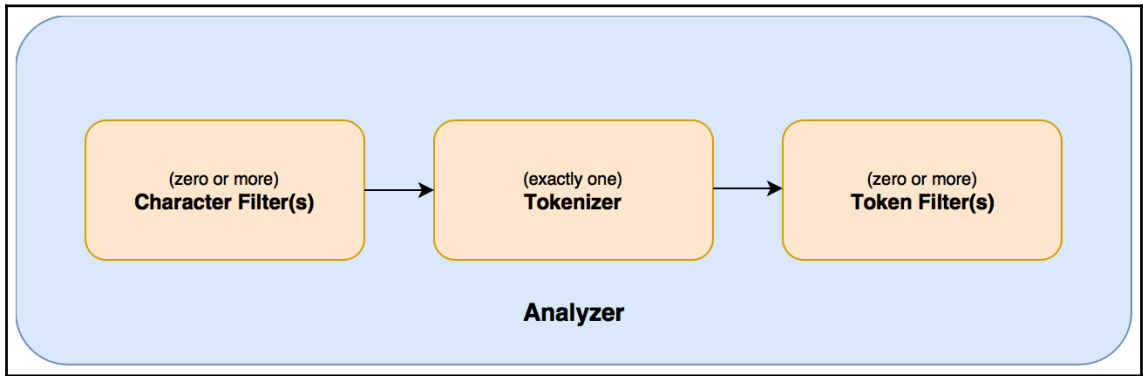 (zero or more)
Character Filter(s)
(exactly one)
Tokenizer
(zero or more)
Token Filter(s)
Analyzer